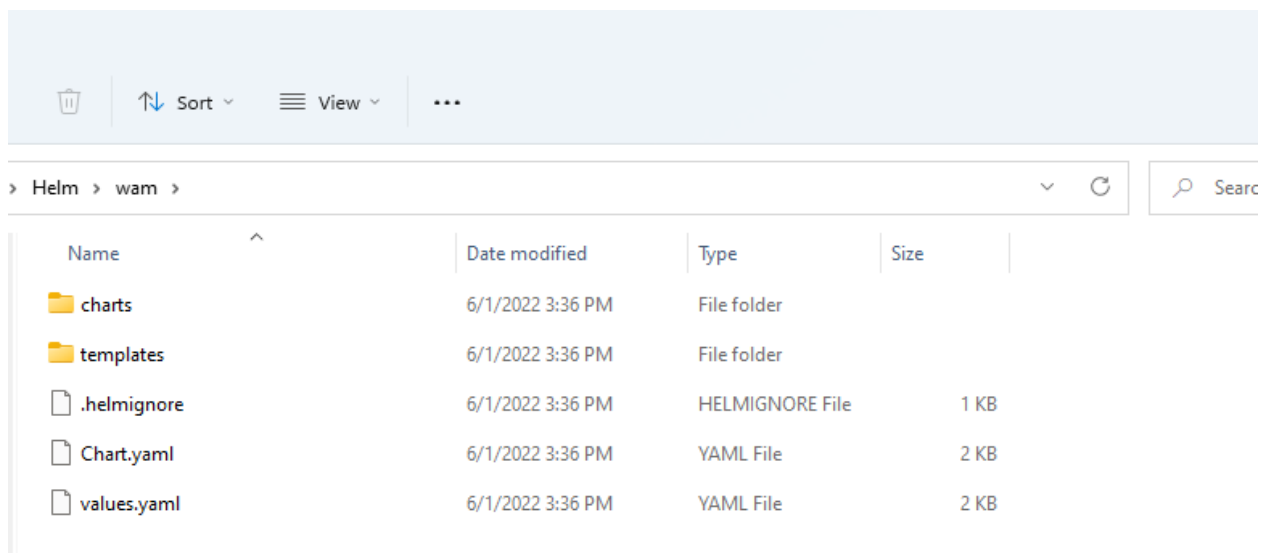 Sort View •••
Helm > wam > Searc
Name Date modified Type Size
charts 6/1/2022 3:36 PM File folder
templates 6/1/2022 3:36 PM File folder
.helmignore 6/1/2022 3:36 PM HELMIGNORE File 1 KB
Chart.yaml 6/1/2022 3:36 PM YAML File 2 KB
values.yaml 6/1/2022 3:36 PM YAML File 2 KB